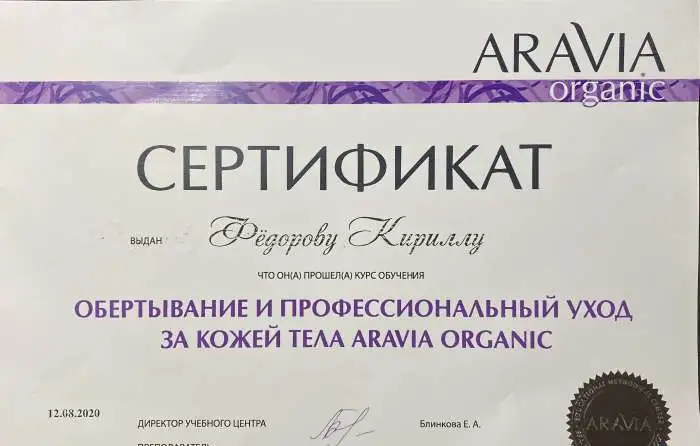 ARAVIA
organic
СЕРТИФИКАТ
ВЫДАН Фёдорову Кириллу
ЧТО ОН(А) ПРОШЕЛ(А) КУРС ОБУЧЕНИЯ
ОБЕРТЫВАНИЕ И ПРОФЕССИОНАЛЬНЫЙ УХОД
ЗА КОЖЕЙ ТЕЛА ARAVIA ORGANIC
12.08.2020
ДИРЕКТОР УЧЕБНОГО ЦЕНТРА Блинкова Е. А.
ARAVIA
ПРЕПОДАВАТЕЛЬ